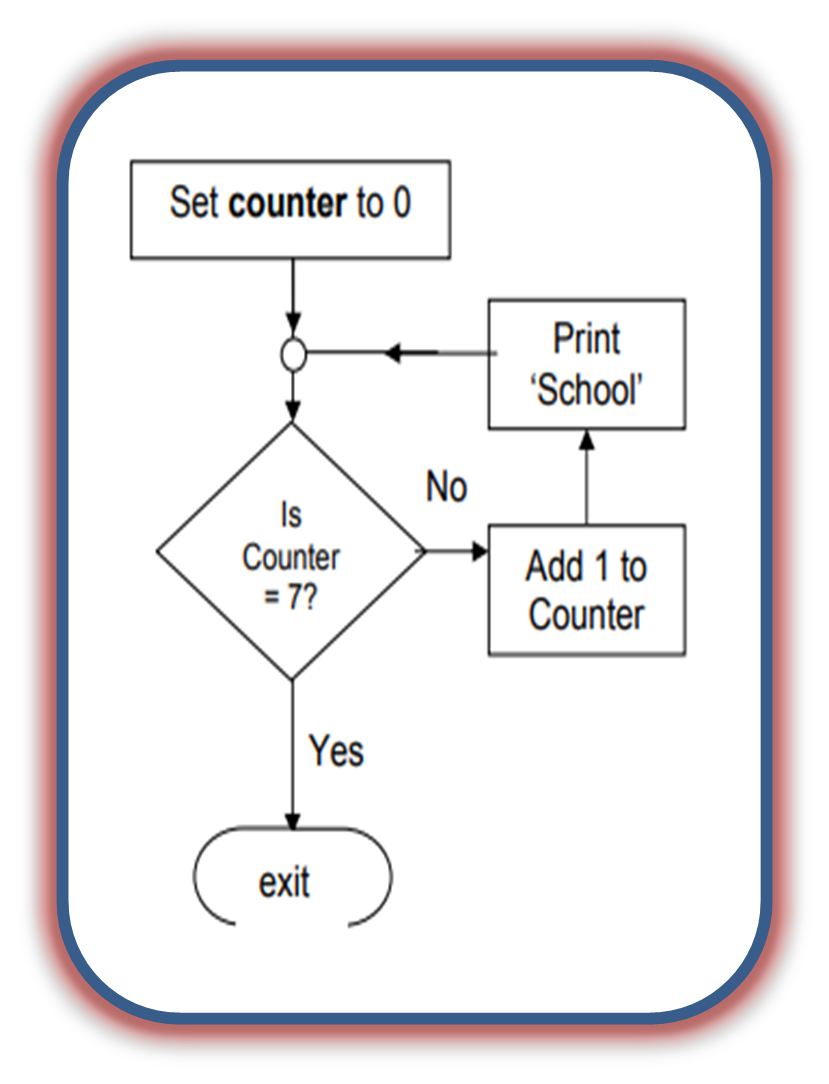 Set counter to 0
Print
‘School’
No
Is
Counter
= 7?
Add 1 to
Counter
Yes
exit